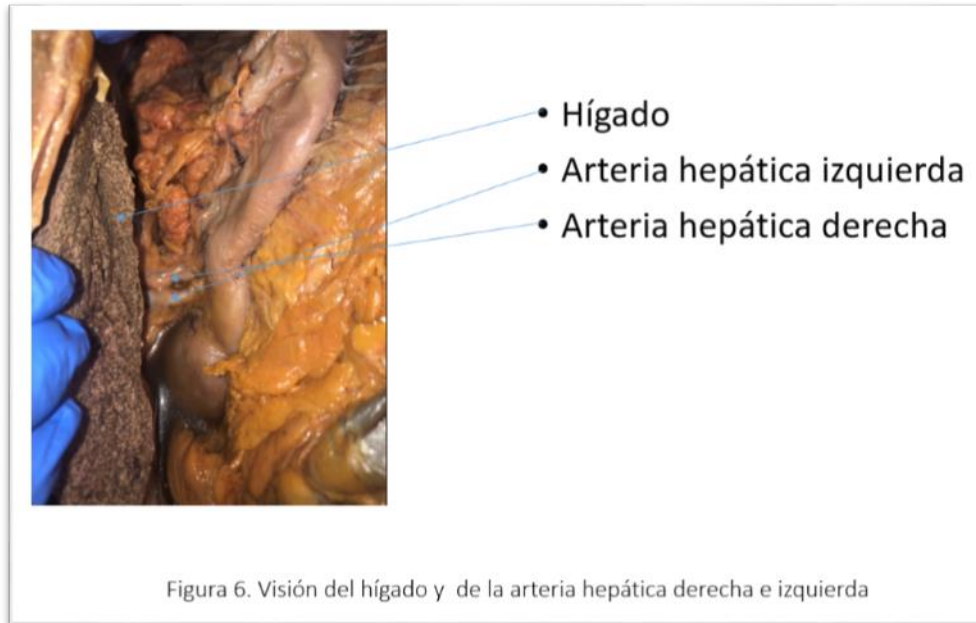 • Hígado
• Arteria hepática izquierda
• Arteria hepática derecha
Figura 6. Visión del hígado y de la arteria hepática derecha e izquierda